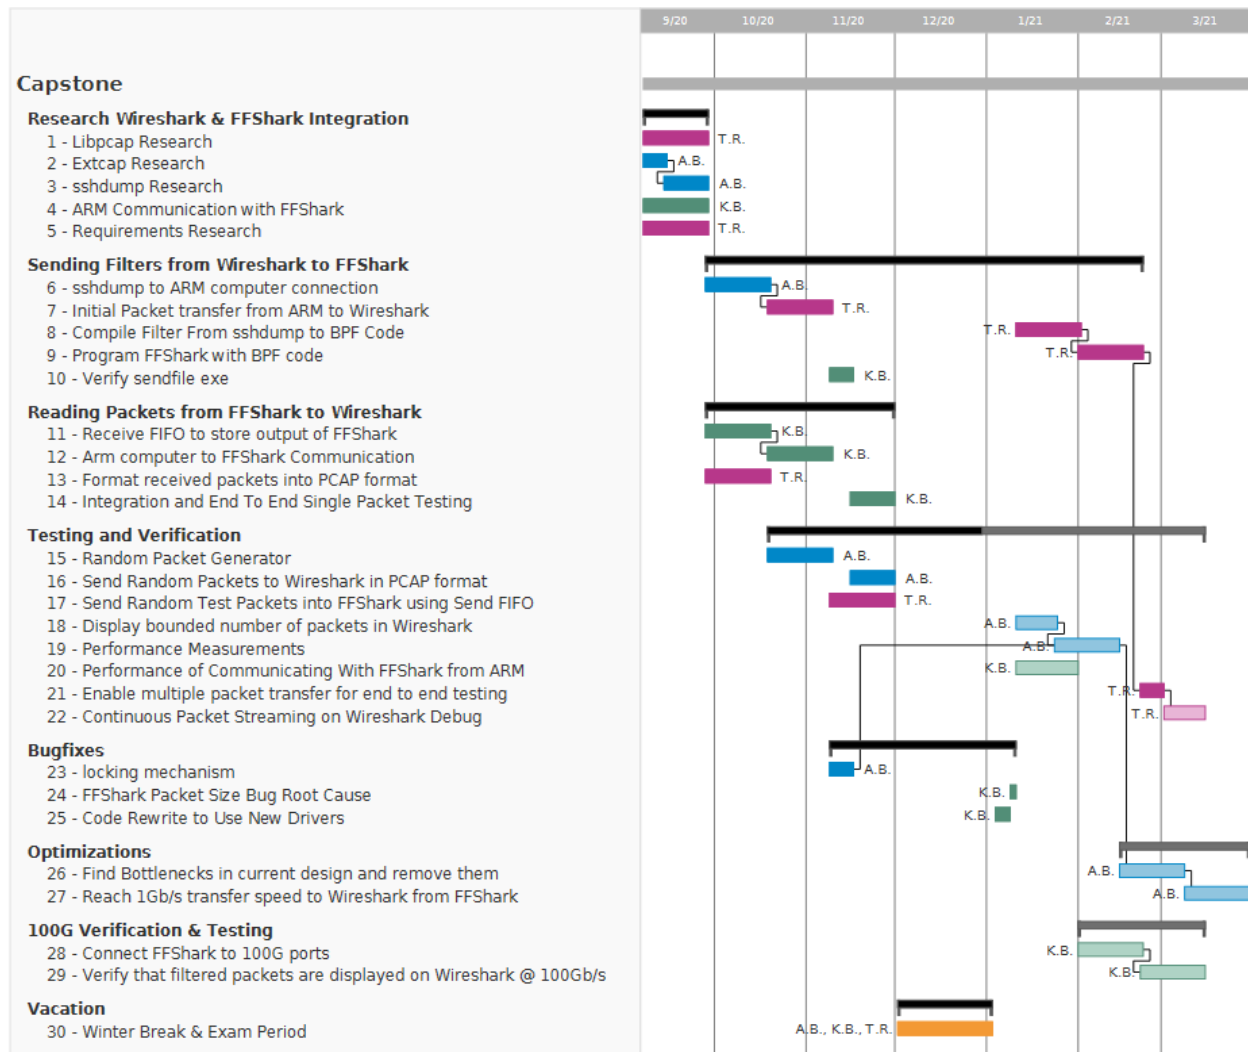 9/20 10/20 11/20 12/20 1/21 2/21 3/21
Capstone
Research Wireshark & FFShark Integration
1 - Libpcap Research T.R.
2 - Extcap Research A.B.
3 - sshdump Research A.B.
4 - ARM Communication with FFShark K.B.
5 - Requirements Research T.R.
Sending Filters from Wireshark to FFShark
6 - sshdump to ARM computer connection A.B.
7 - Initial Packet transfer from ARM to Wireshark T.R.
8 - Compile Filter From sshdump to BPF Code T.R.
9 - Program FFShark with BPF code T.R.
10 - Verify sendfile exe K.B.
Reading Packets from FFShark to Wireshark
11 - Receive FIFO to store output of FFShark K.B.
12 - Arm computer to FFShark Communication K.B.
13 - Format received packets into PCAP format T.R.
14 - Integration and End To End Single Packet Testing K.B.
Testing and Verification
15 - Random Packet Generator A.B.
16 - Send Random Packets to Wireshark in PCAP format A.B.
17 - Send Random Test Packets into FFShark using Send FIFO T.R.
18 - Display bounded number of packets in Wireshark A.B.
19 - Performance Measurements A.B.
20 - Performance of Communicating With FFShark from ARM K.B.
21 - Enable multiple packet transfer for end to end testing T.R.
22 - Continuous Packet Streaming on Wireshark Debug T.R.
Bugfixes
23 - locking mechanism A.B.
24 - FFShark Packet Size Bug Root Cause K.B.
25 - Code Rewrite to Use New Drivers K.B.
Optimizations
26 - Find Bottlenecks in current design and remove them A.B.
27 - Reach 1Gb/s transfer speed to Wireshark from FFShark A.B.
100G Verification & Testing
28 - Connect FFShark to 100G ports K.B.
29 - Verify that filtered packets are displayed on Wireshark @ 100Gb/s K.B.
Vacation
30 - Winter Break & Exam Period A.B., K.B., T.R.